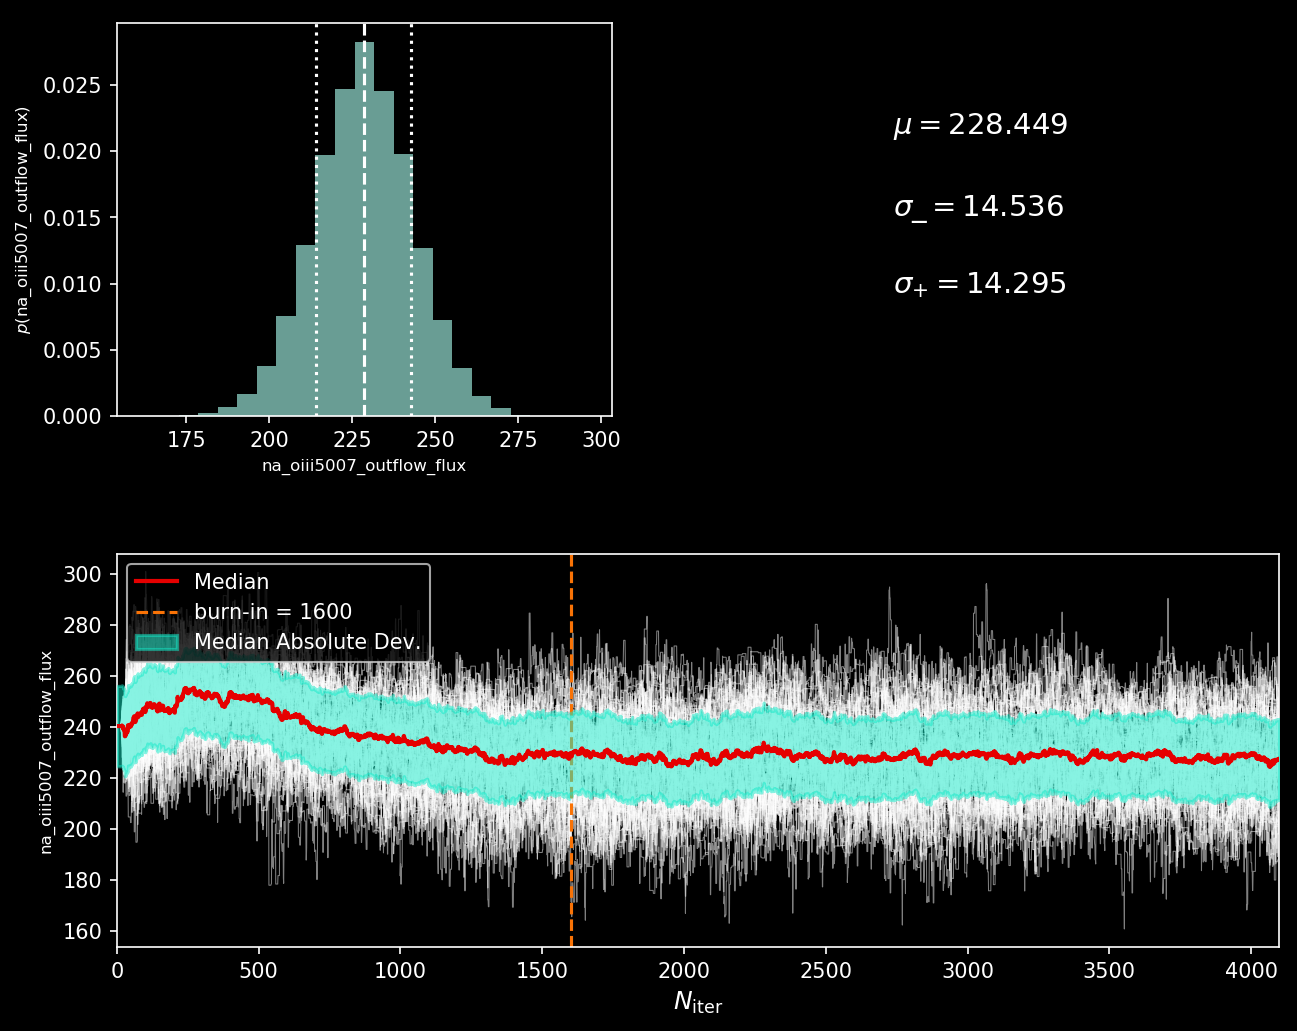 0.025
0.020
0.015
0.010
0.005
0.000
p(na_oiii5007_outflow_flux)
175 200 225 250 275 300
na_oiii5007_outflow_flux
μ = 228.449
σ_ = 14.536
σ+ = 14.295
300
280
260
240
220
200
180
160
na_oiii5007_outflow_flux
Median
burn-in = 1600
Median Absolute Dev.
0 500 1000 1500 2000 2500 3000 3500 4000
Niter